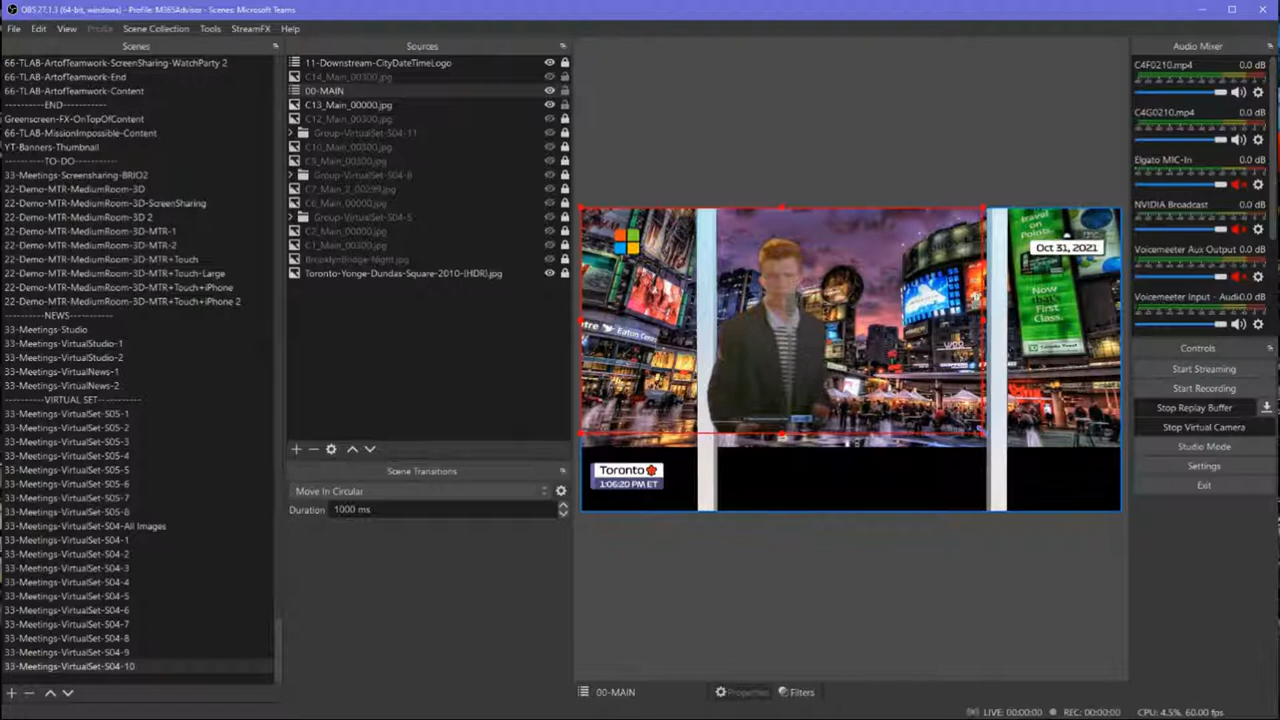 OBS 27.1.3 (64-bit, windows) - Profile: M365Advisor - Scenes: Microsoft Teams
File Edit View Profile Scene Collection Tools StreamFX Help
Scenes
66-TLAB-ArtofTeamwork-ScreenSharing-WatchParty 2
66-TLAB-ArtofTeamwork-End
66-TLAB-ArtofTeamwork-Content
----------END----------
Greenscreen-FX-OnTopOfContent
66-TLAB-MissionImpossible-Content
YT-Banners-Thumbnail
----------TO-DO----------
33-Meetings-Screensharing-BRIO2
22-Demo-MTR-MediumRoom-3D
22-Demo-MTR-MediumRoom-3D-ScreenSharing
22-Demo-MTR-MediumRoom-3D 2
22-Demo-MTR-MediumRoom-3D-MTR-1
22-Demo-MTR-MediumRoom-3D-MTR-2
22-Demo-MTR-MediumRoom-3D-MTR+Touch
22-Demo-MTR-MediumRoom-3D-MTR+Touch-Large
22-Demo-MTR-MediumRoom-3D-MTR+Touch+iPhone
22-Demo-MTR-MediumRoom-3D-MTR+Touch+iPhone 2
----------NEWS----------
33-Meetings-Studio
33-Meetings-VirtualStudio-1
33-Meetings-VirtualStudio-2
33-Meetings-VirtualNews-1
33-Meetings-VirtualNews-2
----------VIRTUAL SET----------
33-Meetings-VirtualSet-S05-1
33-Meetings-VirtualSet-S05-2
33-Meetings-VirtualSet-S05-3
33-Meetings-VirtualSet-S05-4
33-Meetings-VirtualSet-S05-5
33-Meetings-VirtualSet-S05-6
33-Meetings-VirtualSet-S05-7
33-Meetings-VirtualSet-S05-8
33-Meetings-VirtualSet-S04-All Images
33-Meetings-VirtualSet-S04-1
33-Meetings-VirtualSet-S04-2
33-Meetings-VirtualSet-S04-3
33-Meetings-VirtualSet-S04-4
33-Meetings-VirtualSet-S04-5
33-Meetings-VirtualSet-S04-6
33-Meetings-VirtualSet-S04-7
33-Meetings-VirtualSet-S04-8
33-Meetings-VirtualSet-S04-9
33-Meetings-VirtualSet-S04-10
Sources
11-Downstream-CityDateTimeLogo
C14_Main_00300.jpg
00-MAIN
C13_Main_00000.jpg
C12_Main_00300.jpg
Group-VirtualSet-S04-11
C10_Main_00300.jpg
C9_Main_00300.jpg
Group-VirtualSet-S04-8
C7_Main_2_00299.jpg
C6_Main_00000.jpg
Group-VirtualSet-S04-5
C2_Main_00000.jpg
C1_Main_00300.jpg
BrooklynBridge-Night.jpg
Toronto-Yonge-Dundas-Square-2010-(HDR).jpg
Scene Transitions
Move In Circular
Duration 1000 ms
Eaton Centre
travel on
Points.
Oct 31, 2021
Now
First
Class.
Toronto
1:06:20 PM ET
00-MAIN Properties Filters
Audio Mixer
C4F0210.mp4 0.0 dB
C4G0210.mp4 0.0 dB
Elgato MIC-In 0.0 dB
NVIDIA Broadcast 0.0 dB
Voicemeeter Aux Output 0.0 dB
Voicemeeter Input - Audi 0.0 dB
Controls
Start Streaming
Start Recording
Stop Replay Buffer
Stop Virtual Camera
Studio Mode
Settings
Exit
LIVE: 00:00:00 REC: 00:00:00 CPU: 4.5%, 60.00 fps